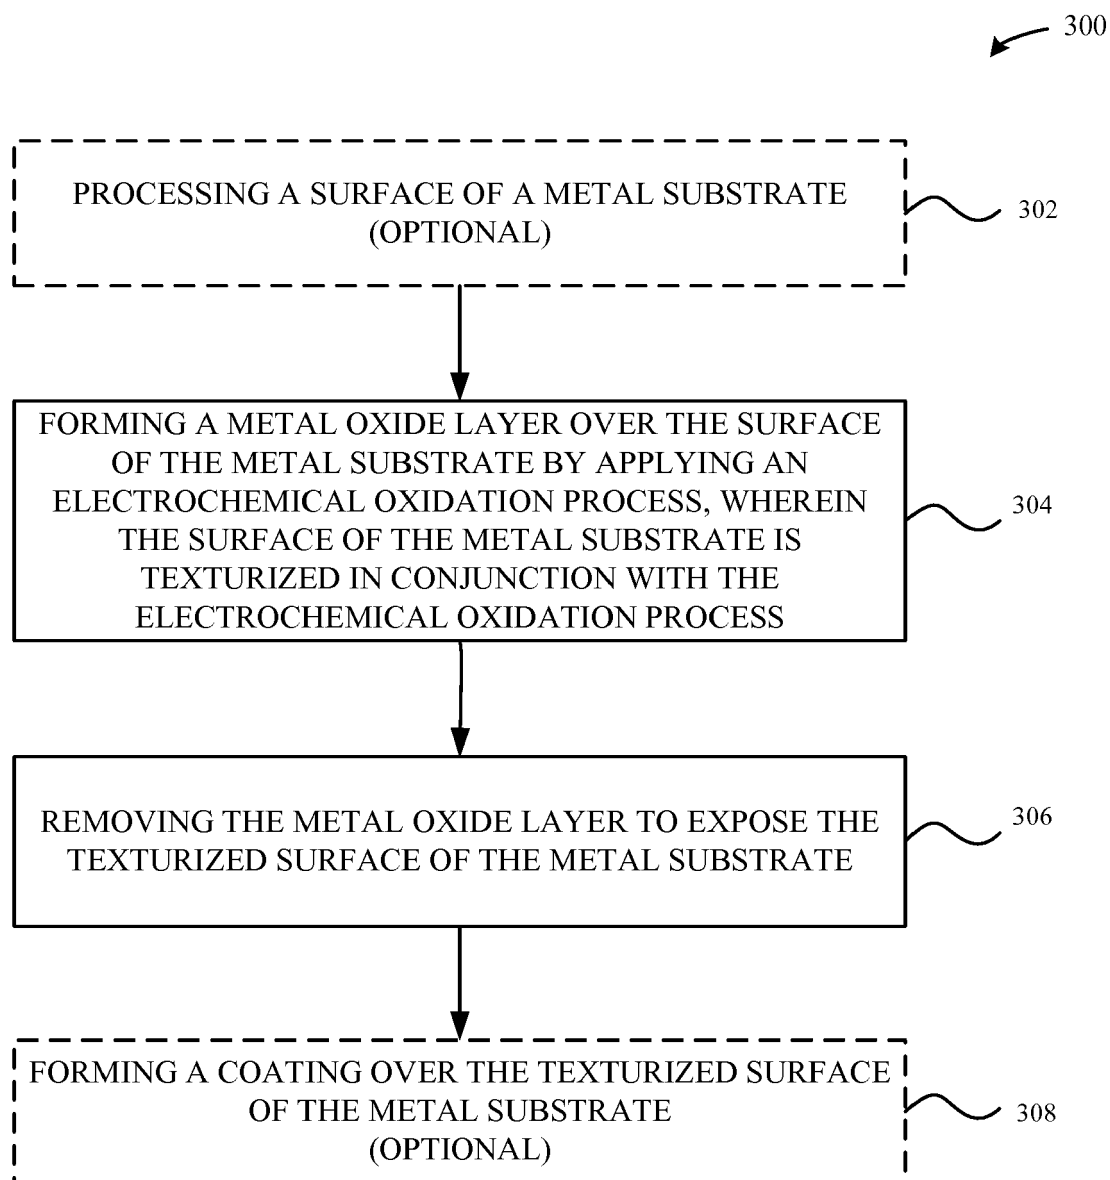 300
PROCESSING A SURFACE OF A METAL SUBSTRATE
(OPTIONAL)
302
FORMING A METAL OXIDE LAYER OVER THE SURFACE
OF THE METAL SUBSTRATE BY APPLYING AN
ELECTROCHEMICAL OXIDATION PROCESS, WHEREIN
THE SURFACE OF THE METAL SUBSTRATE IS
TEXTURIZED IN CONJUNCTION WITH THE
ELECTROCHEMICAL OXIDATION PROCESS
304
REMOVING THE METAL OXIDE LAYER TO EXPOSE THE
TEXTURIZED SURFACE OF THE METAL SUBSTRATE
306
FORMING A COATING OVER THE TEXTURIZED SURFACE
OF THE METAL SUBSTRATE
(OPTIONAL)
308